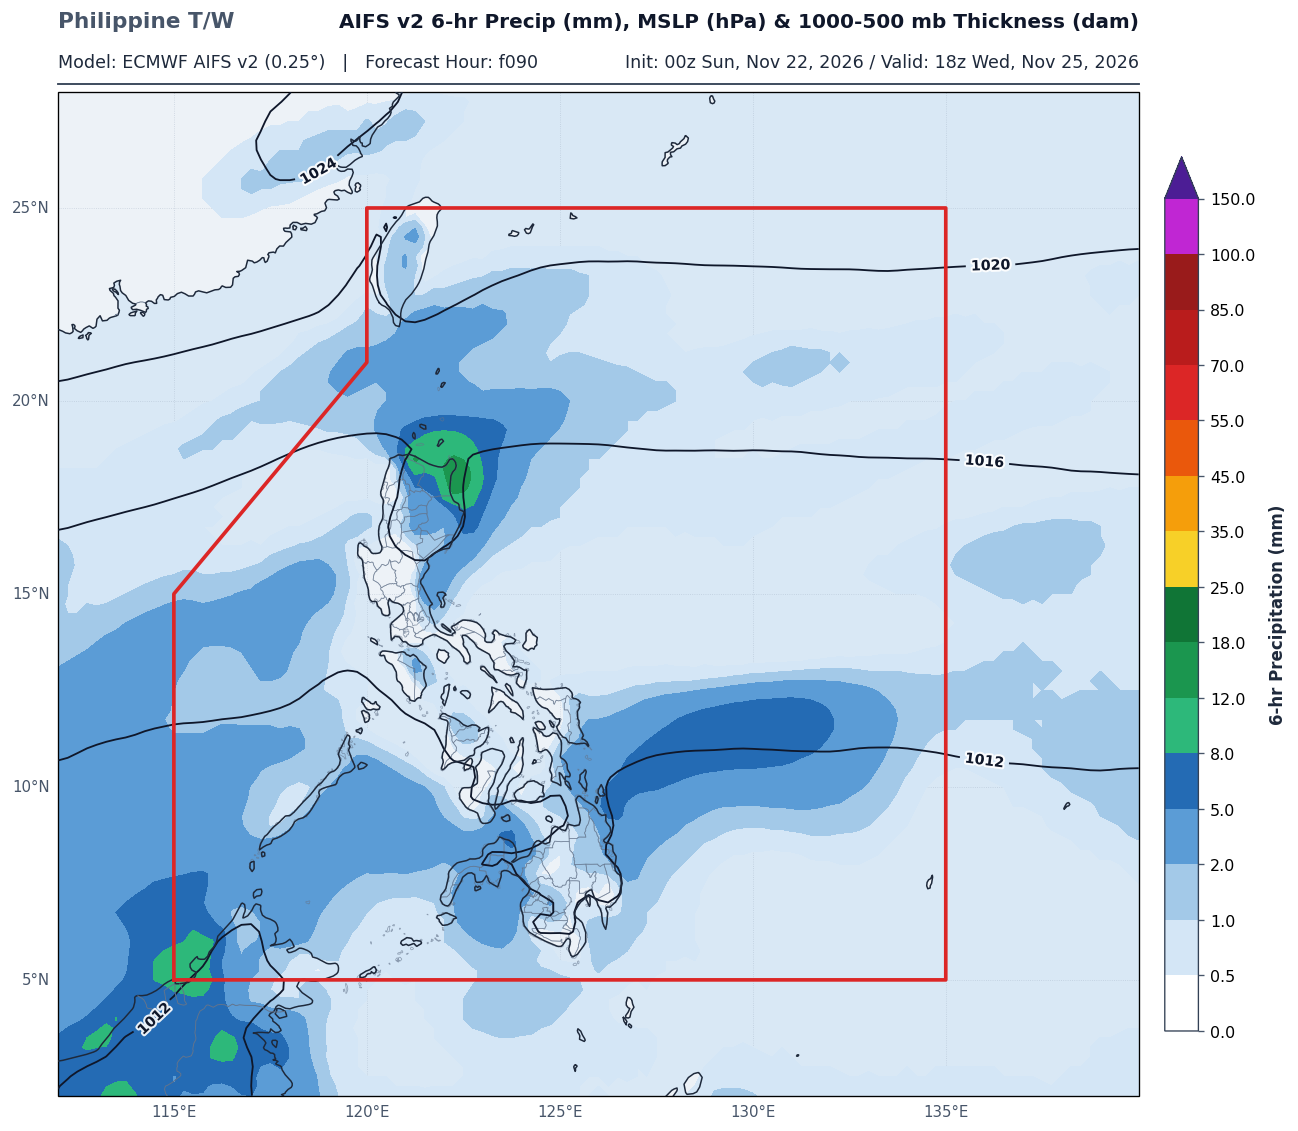 Philippine T/W
AIFS v2 6-hr Precip (mm), MSLP (hPa) & 1000-500 mb Thickness (dam)
Model: ECMWF AIFS v2 (0.25°) | Forecast Hour: f090
Init: 00z Sun, Nov 22, 2026 / Valid: 18z Wed, Nov 25, 2026
1024
1020
1016
1012
1012
25°N
20°N
15°N
10°N
5°N
115°E
120°E
125°E
130°E
135°E
150.0
100.0
85.0
70.0
55.0
45.0
35.0
25.0
18.0
12.0
8.0
5.0
2.0
1.0
0.5
0.0
6-hr Precipitation (mm)